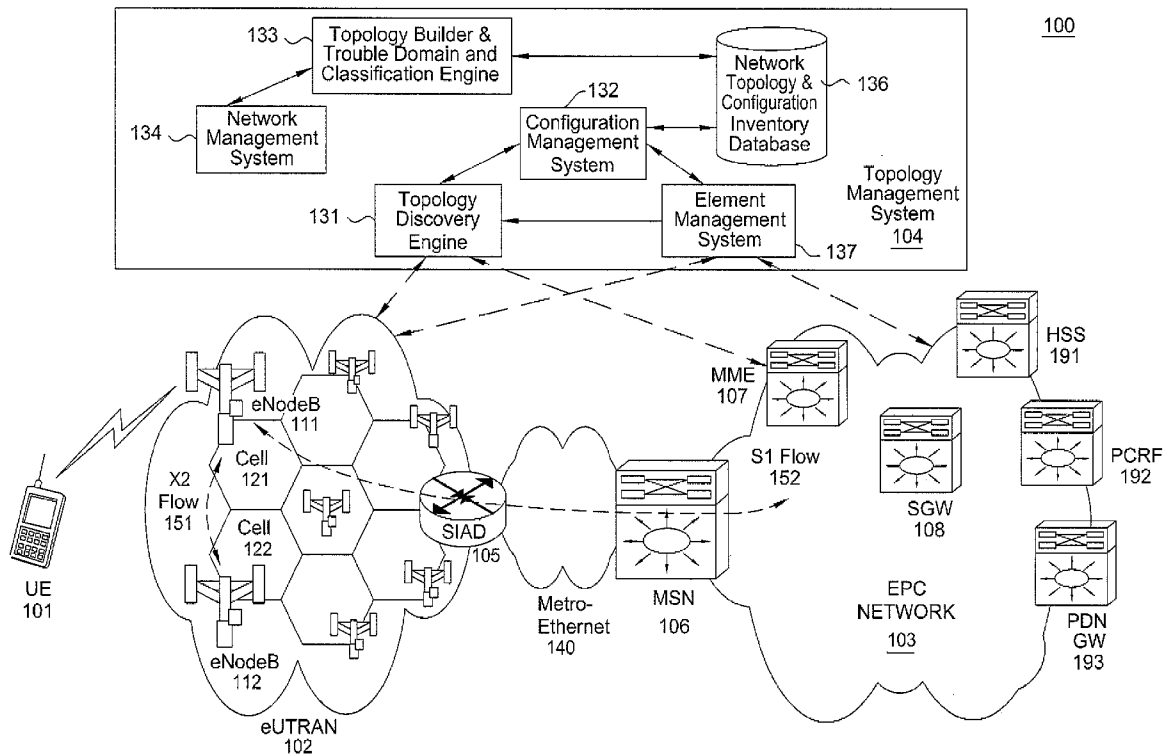 100
133
Topology Builder &
Trouble Domain and
Classification Engine
Network
Topology &
Configuration
Inventory
Database
136
132
134
Network
Management
System
Configuration
Management
System
Topology
Management
System
104
131
Topology
Discovery
Engine
Element
Management
System
137
HSS
191
MME
107
eNodeB
111
Cell
121
X2
Flow
151
Cell
122
SIAD
105
S1 Flow
152
SGW
108
PCRF
192
UE
101
eNodeB
112
Metro-
Ethernet
140
MSN
106
EPC
NETWORK
103
PDN
GW
193
eUTRAN
102